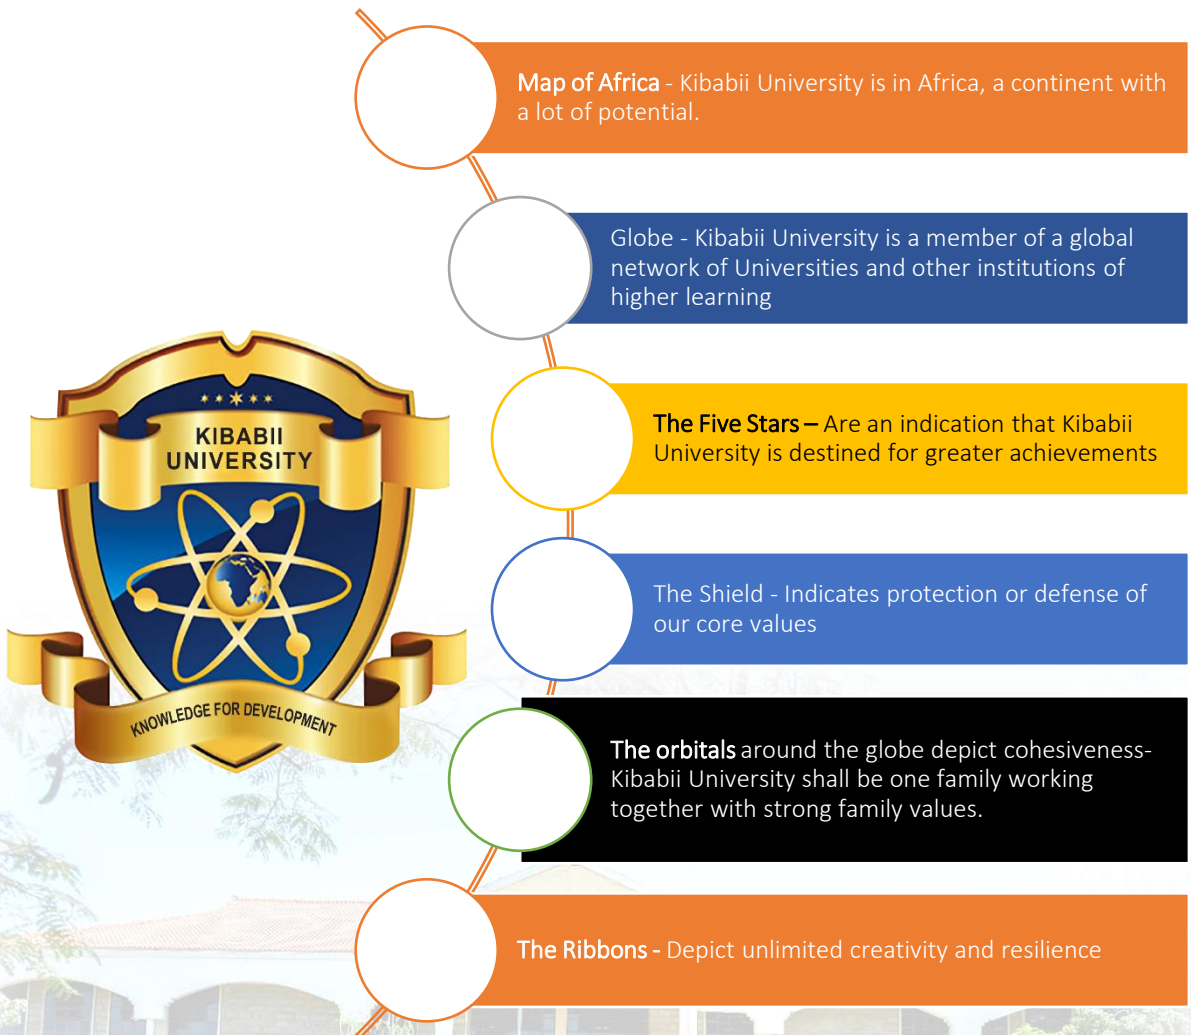 Map of Africa - Kibabii University is in Africa, a continent with
a lot of potential.
Globe - Kibabii University is a member of a global
network of Universities and other institutions of
higher learning
KIBABII
UNIVERSITY
The Five Stars – Are an indication that Kibabii
University is destined for greater achievements
The Shield - Indicates protection or defense of
our core values
KNOWLEDGE FOR DEVELOPMENT
The orbitals around the globe depict cohesiveness-
Kibabii University shall be one family working
together with strong family values.
The Ribbons - Depict unlimited creativity and resilience